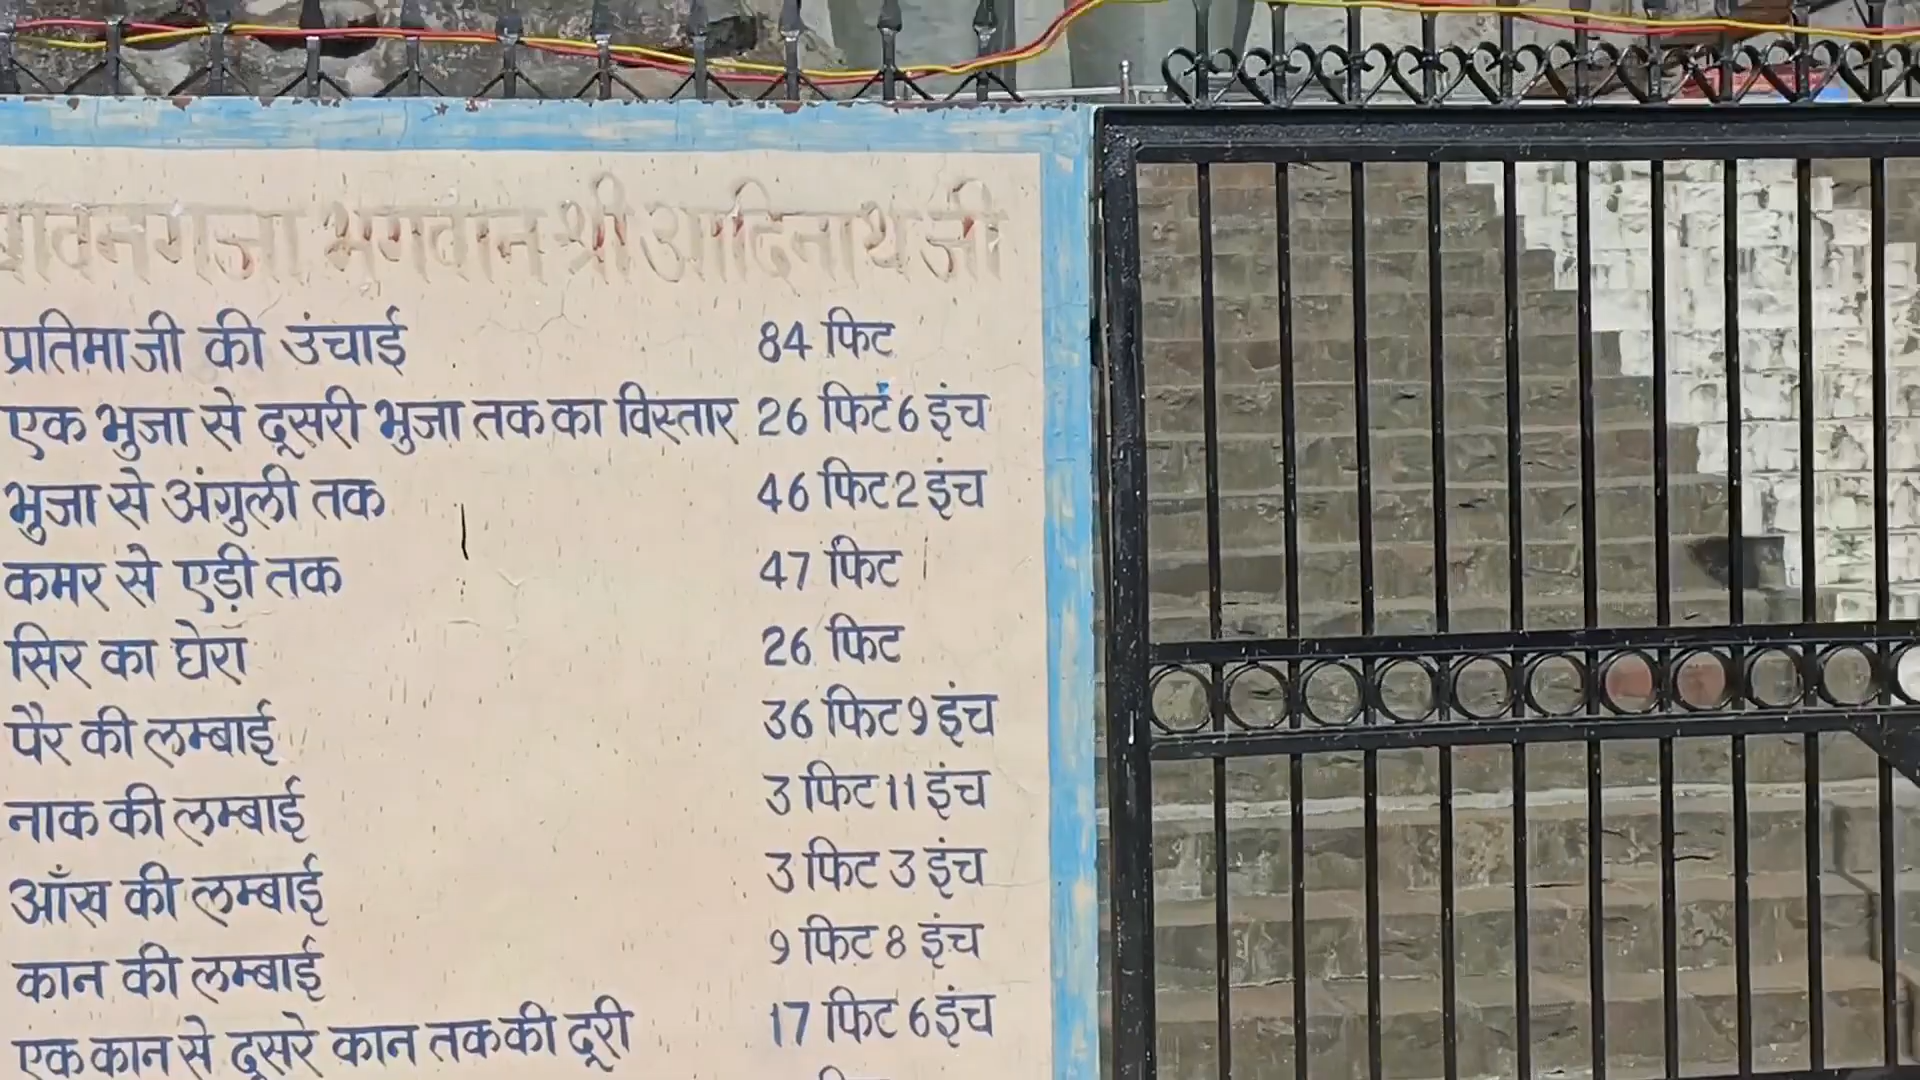 बावनगजा भगवान श्री आदिनाथ जी
प्रतिमा जी की उंचाई 84 फिट
एक भुजा से दूसरी भुजा तक का विस्तार 26 फिट 6 इंच
भुजा से अंगुली तक 46 फिट 2 इंच
कमर से एड़ी तक 47 फिट
सिर का घेरा 26 फिट
पैर की लम्बाई 36 फिट 9 इंच
नाक की लम्बाई 3 फिट 11 इंच
आँख की लम्बाई 3 फिट 3 इंच
कान की लम्बाई 9 फिट 8 इंच
एक कान से दूसरे कान तक की दूरी 17 फिट 6 इंच